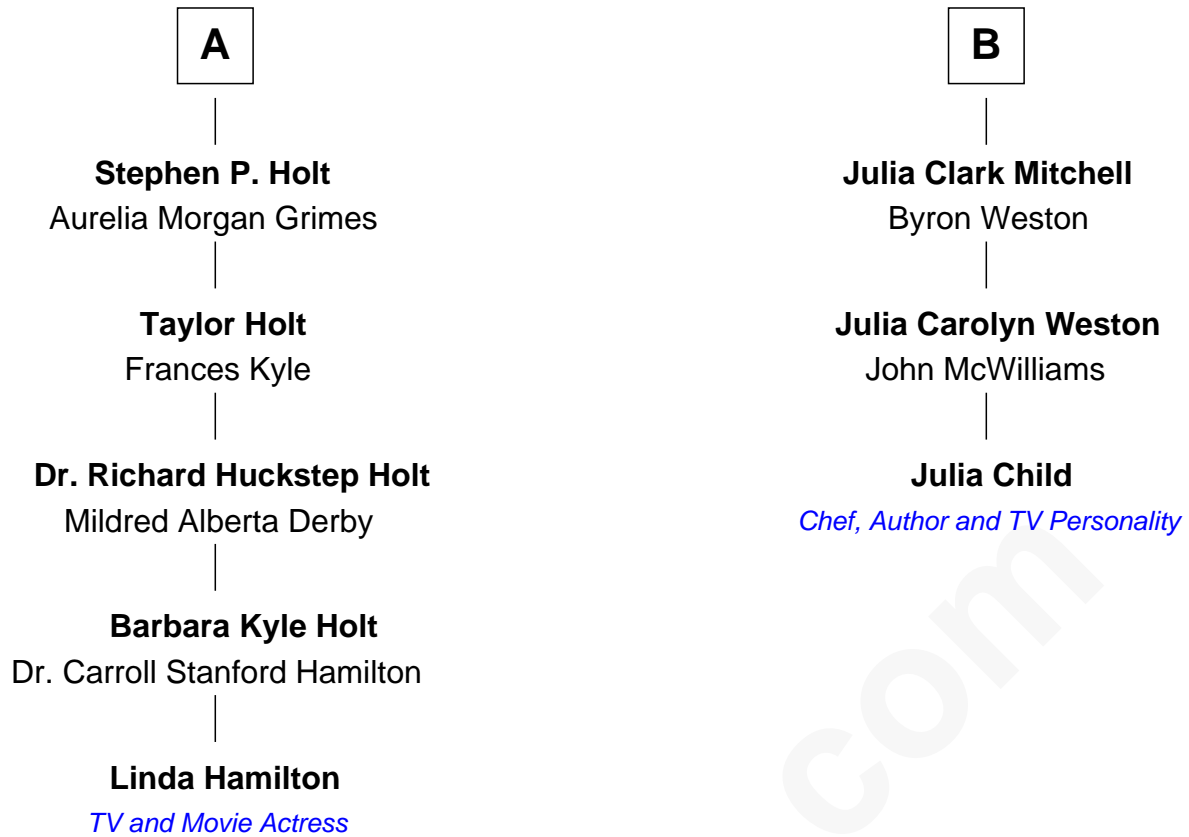 A
Stephen P. Holt
Aurelia Morgan Grimes
Taylor Holt
Frances Kyle
Dr. Richard Huckstep Holt
Mildred Alberta Derby
Barbara Kyle Holt
Dr. Carroll Stanford Hamilton
Linda Hamilton
TV and Movie Actress
B
Julia Clark Mitchell
Byron Weston
Julia Carolyn Weston
John McWilliams
Julia Child
Chef, Author and TV Personality
com